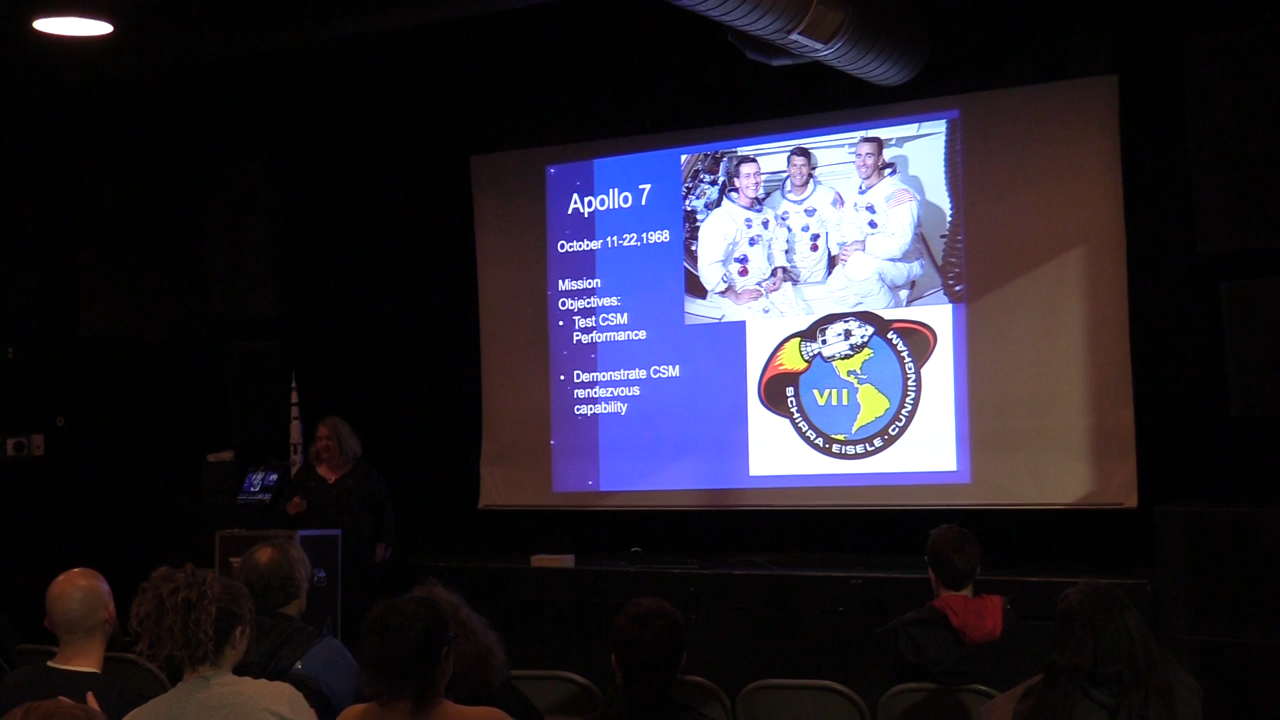 Apollo 7
October 11-22,1968
Mission
Objectives:
• Test CSM
Performance
• Demonstrate CSM
rendezvous
capability
VII
SCHIRRA · EISELE · CUNNINGHAM